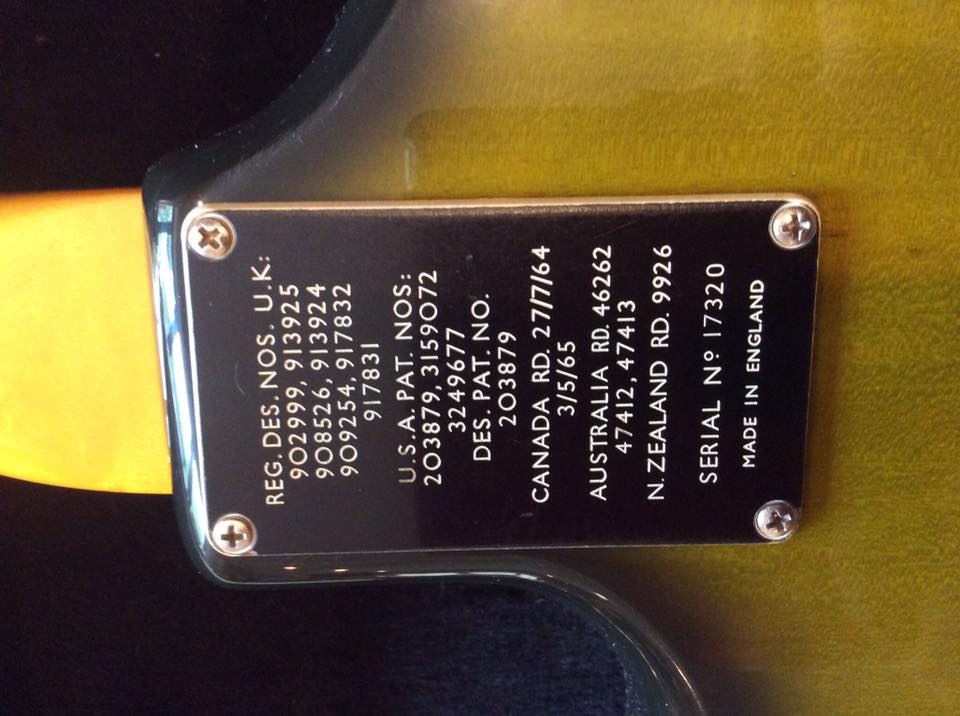 REG. DES. NOS. U.K:
902999, 913925
908526, 913924
909254, 917832
917831
U.S.A. PAT. NOS:
203879, 3159072
3249677
DES. PAT. NO.
203879
CANADA RD. 27/7/64
3/5/65
AUSTRALIA RD. 46262
47412, 47413
N. ZEALAND RD. 9926
SERIAL Nº 17320
MADE IN ENGLAND